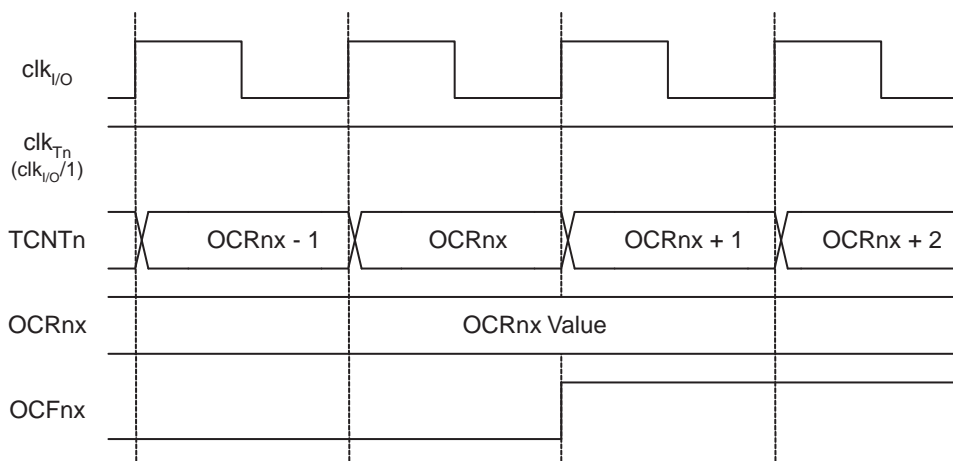 clkI/O
clkTn
(clkI/O/1)
TCNTn
OCRnx - 1
OCRnx
OCRnx + 1
OCRnx + 2
OCRnx
OCRnx Value
OCFnx